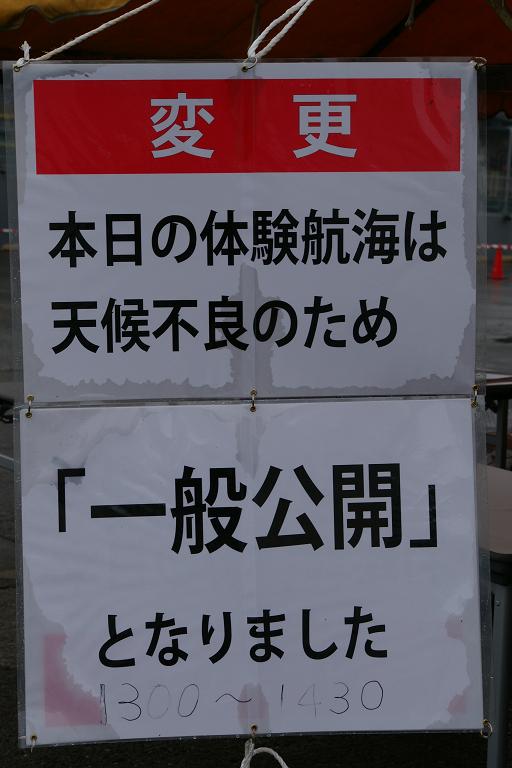 変 更
本日の体験航海は
天候不良のため
「一般公開」
となりました
1300〜1430